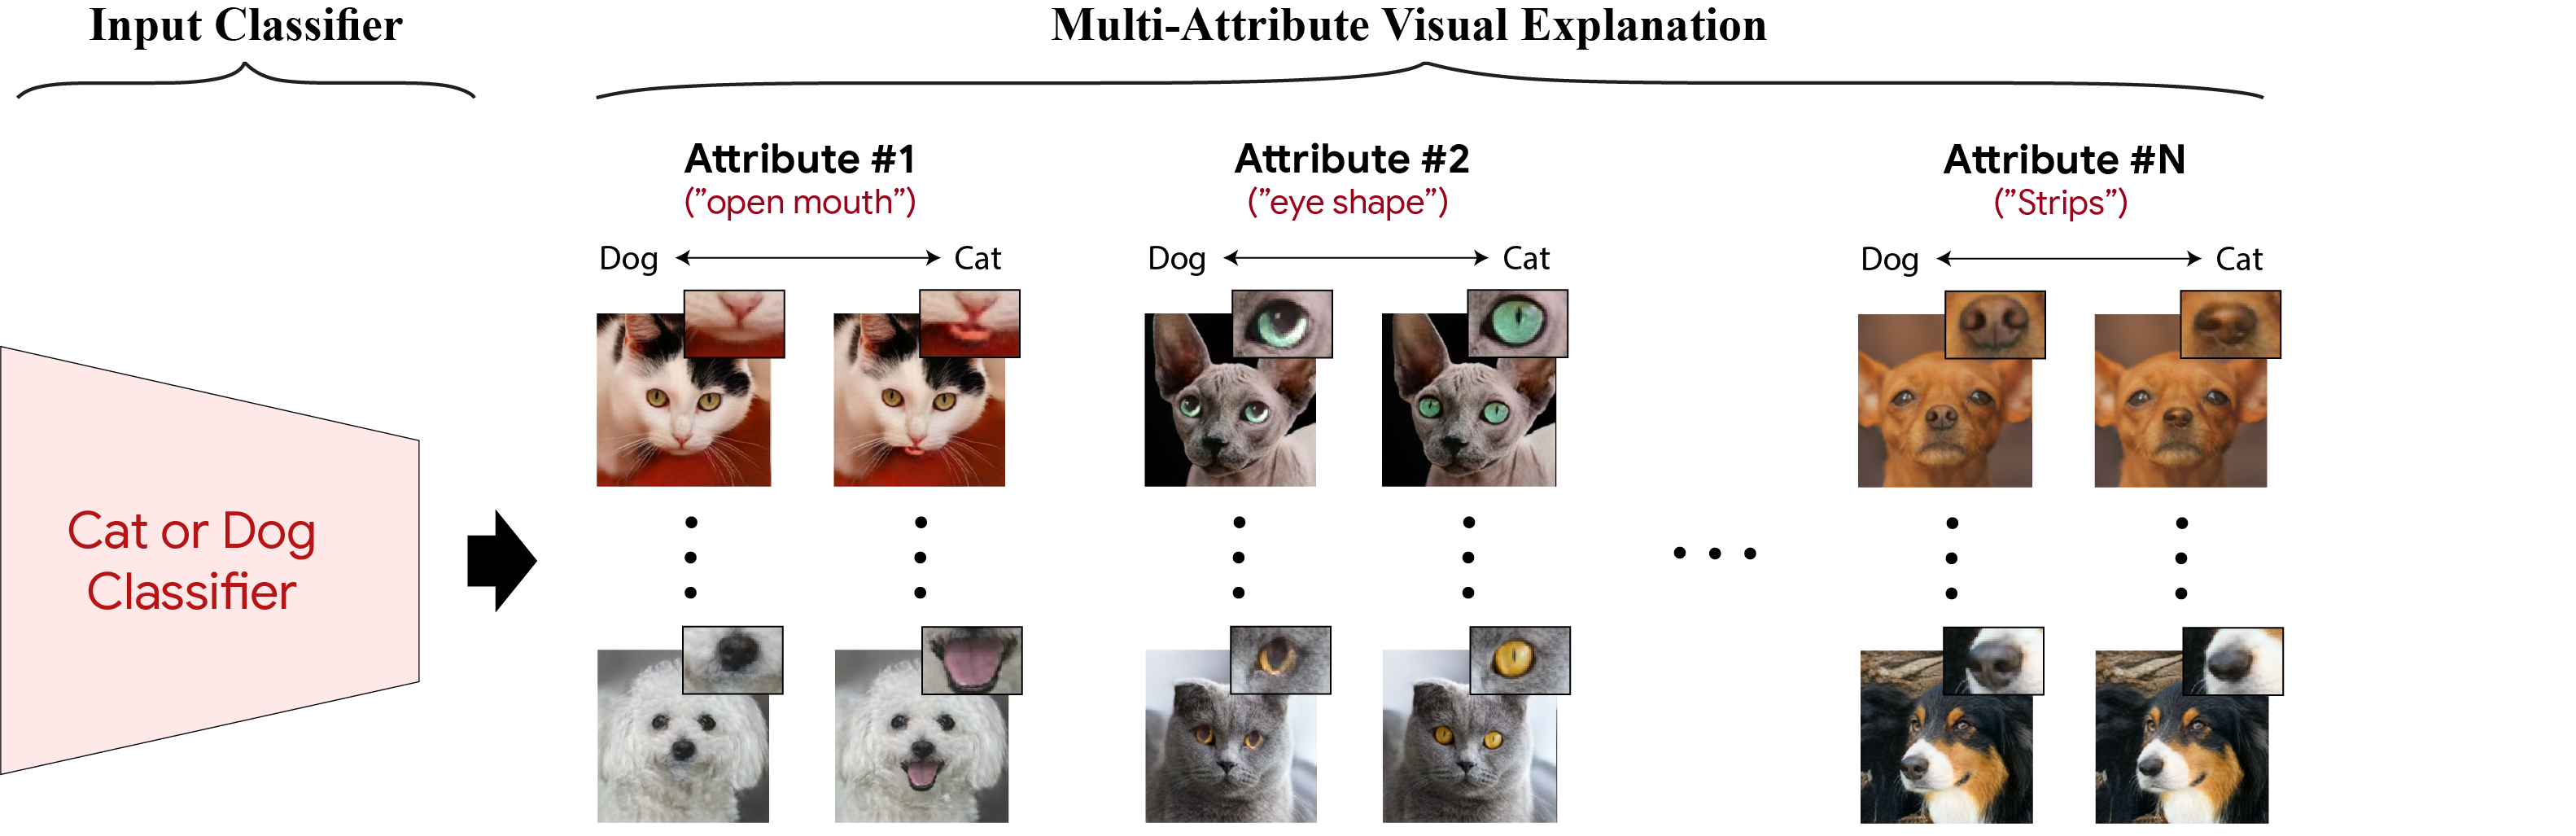 Input Classifier
Multi-Attribute Visual Explanation
Attribute #1
(”open mouth”)
Attribute #2
(”eye shape”)
Attribute #N
(”Strips”)
Dog
Cat
Dog
Cat
Dog
Cat
Cat or Dog
Classifier